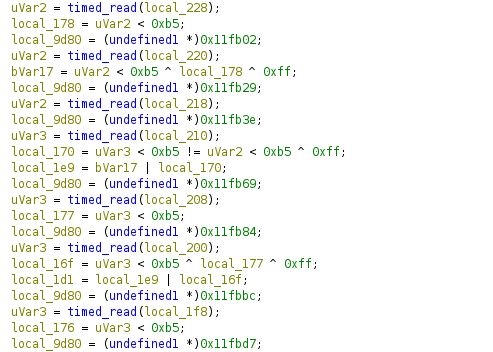 uVar2 = timed_read(local_228);
local_178 = uVar2 < 0xb5;
local_9d80 = (undefined1 *)0x11fb02;
uVar2 = timed_read(local_220);
bVar17 = uVar2 < 0xb5 ^ local_178 ^ 0xff;
local_9d80 = (undefined1 *)0x11fb29;
uVar2 = timed_read(local_218);
local_9d80 = (undefined1 *)0x11fb3e;
uVar3 = timed_read(local_210);
local_170 = uVar3 < 0xb5 != uVar2 < 0xb5 ^ 0xff;
local_1e9 = bVar17 | local_170;
local_9d80 = (undefined1 *)0x11fb69;
uVar3 = timed_read(local_208);
local_177 = uVar3 < 0xb5;
local_9d80 = (undefined1 *)0x11fb84;
uVar3 = timed_read(local_200);
local_16f = uVar3 < 0xb5 ^ local_177 ^ 0xff;
local_1d1 = local_1e9 | local_16f;
local_9d80 = (undefined1 *)0x11fbbc;
uVar3 = timed_read(local_1f8);
local_176 = uVar3 < 0xb5;
local_9d80 = (undefined1 *)0x11fbd7;